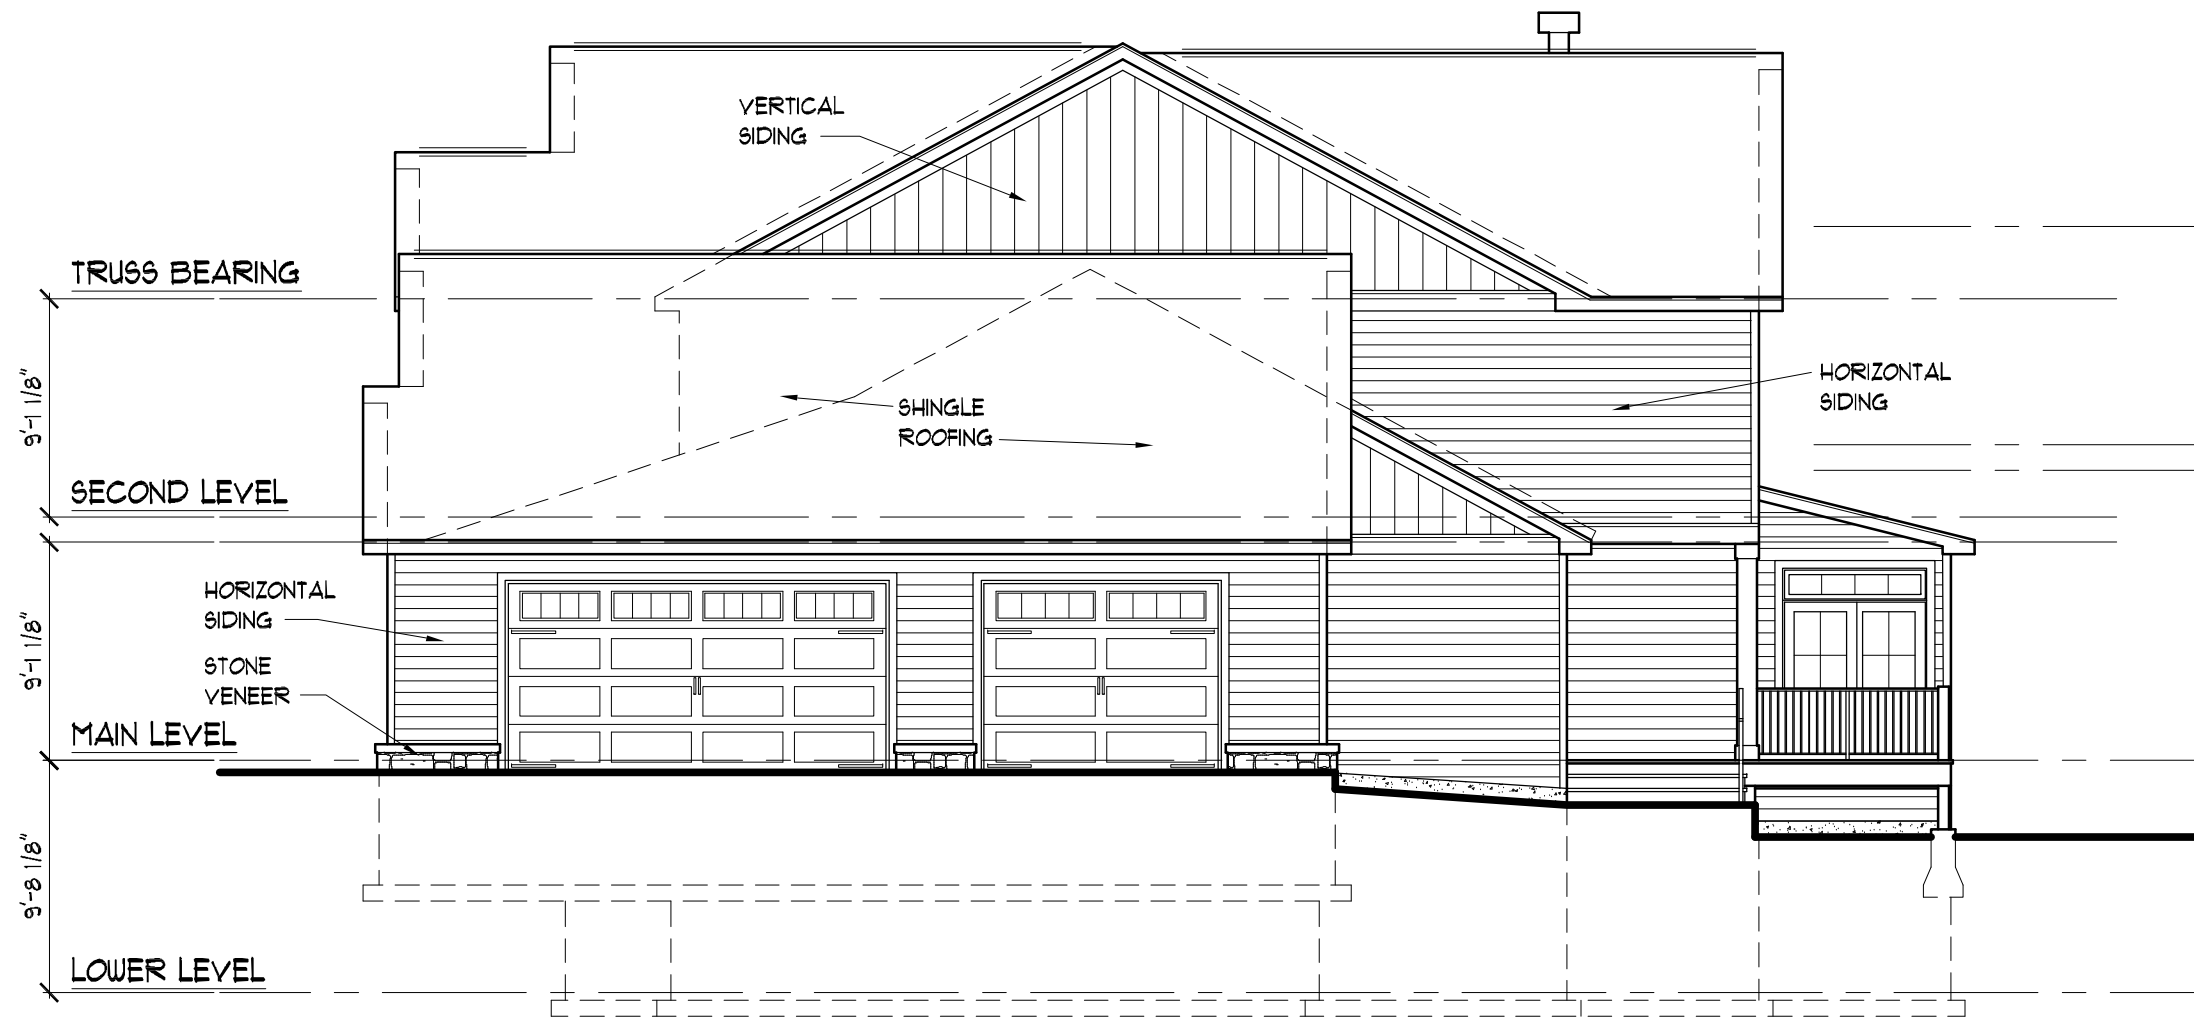 VERTICAL
SIDING
TRUSS BEARING
9'-1 1/8"
HORIZONTAL
SIDING
SHINGLE
ROOFING
SECOND LEVEL
HORIZONTAL
SIDING
9'-1 1/8"
STONE
VENEER
MAIN LEVEL
9'-8 1/8"
LOWER LEVEL